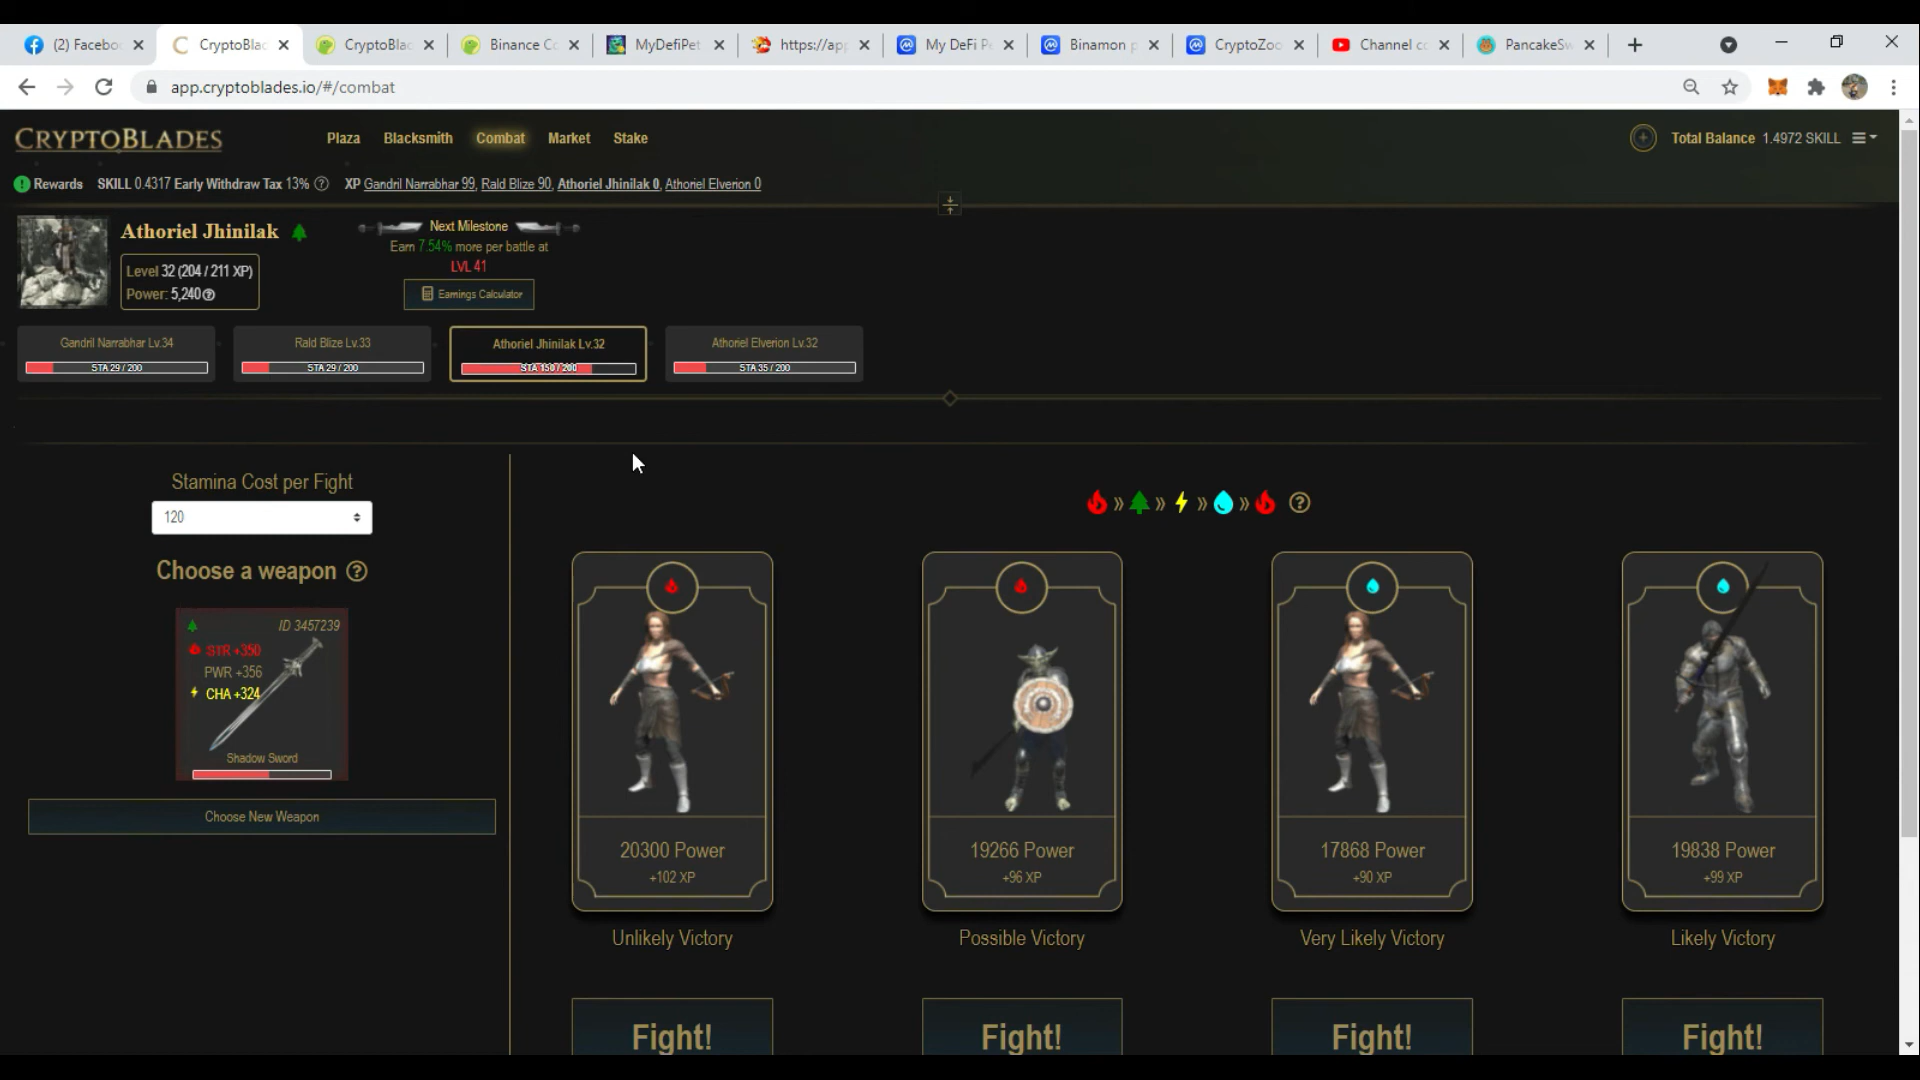 (2) Facebo
CryptoBlac
CryptoBlac
Binance Co
MyDefiPet
https://app
My DeFi P
Binamon p
CryptoZoo
Channel co
PancakeSw
app.cryptoblades.io/#/combat
CRYPTOBLADES
Plaza
Blacksmith
Combat
Market
Stake
Total Balance 1.4972 SKILL
Rewards SKILL 0.4317 Early Withdraw Tax 13% XP Gandril Narrabhar 99, Rald Blize 90, Athoriel Jhinilak 0, Athoriel Elverion 0
Athoriel Jhinilak
Level 32 (204 / 211 XP)
Power: 5,240
Next Milestone
Earn 7.54% more per battle at
LVL 41
Earnings Calculator
Gandril Narrabhar Lv.34
STA 29 / 200
Rald Blize Lv.33
STA 29 / 200
Athoriel Jhinilak Lv.32
STA 150 / 200
Athoriel Elverion Lv.32
STA 35 / 200
Stamina Cost per Fight
120
Choose a weapon
ID 3457239
STR +350
PWR +356
CHA +324
Shadow Sword
Choose New Weapon
20300 Power
+102 XP
Unlikely Victory
Fight!
19266 Power
+96 XP
Possible Victory
Fight!
17868 Power
+90 XP
Very Likely Victory
Fight!
19838 Power
+99 XP
Likely Victory
Fight!